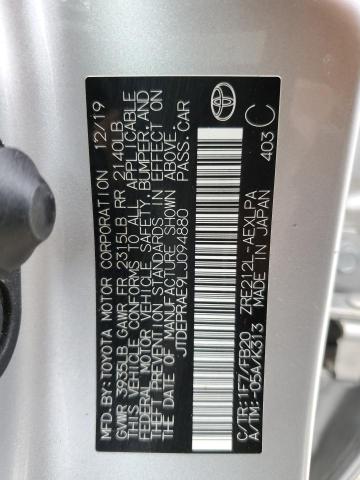 MFD.BY:TOYOTA MOTOR CORPORATION 12/19
GVWR 3935LB GAWR FR 2315LB RR 2140LB
THIS VEHICLE CONFORMS TO ALL APPLICABLE
FEDERAL MOTOR VEHICLE SAFETY, BUMPER, AND
THEFT PREVENTION STANDARDS IN EFFECT ON
THE DATE OF MANUFACTURE SHOWN ABOVE.
JTDEPRAE9LJ094880 PASS.CAR
C/TR:1F7/FB20 ZRE212L-AEXLPA
A/TM:-05A/K313 MADE IN JAPAN 403 C